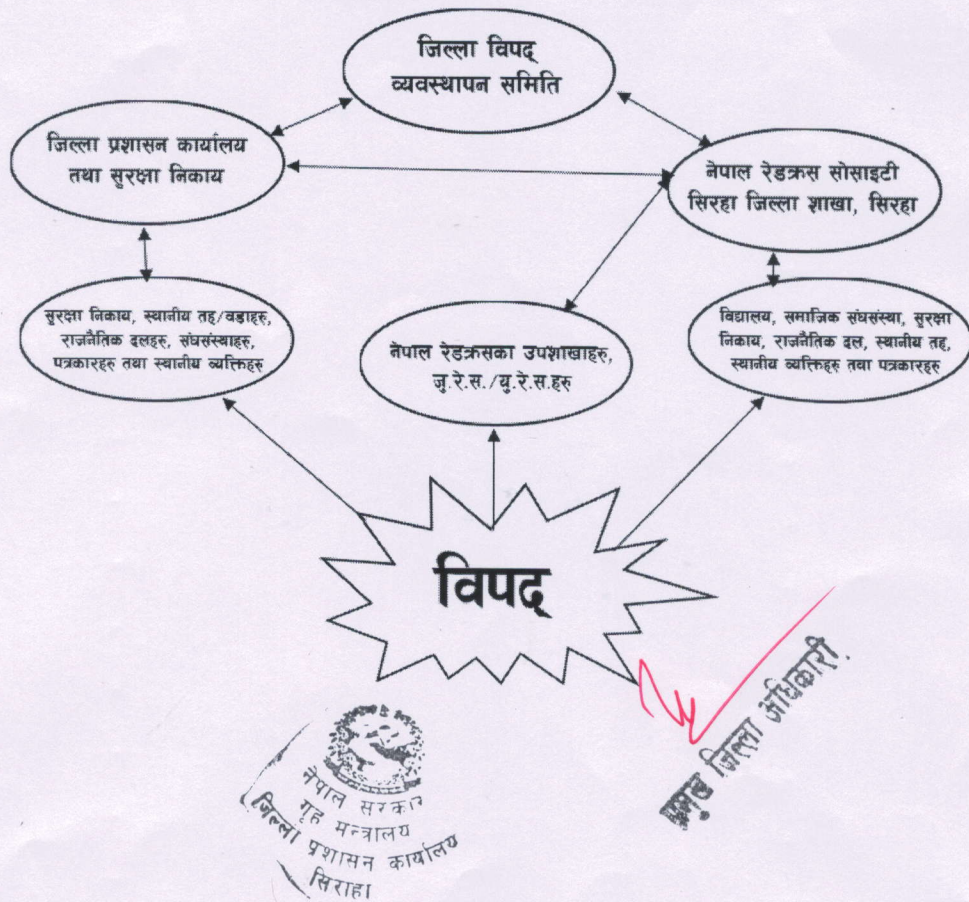 जिल्ला विपद्
व्यवस्थापन समिति
जिल्ला प्रशासन कार्यालय
तथा सुरक्षा निकाय
नेपाल रेडक्रस सोसाइटी
सिरहा जिल्ला शाखा, सिरहा
सुरक्षा निकाय, स्थानीय तह/वडाहरु,
राजनैतिक दलहरु, संघसंस्थाहरु,
पत्रकारहरु तथा स्थानीय व्यक्तिहरु
नेपाल रेडक्रसका उपशाखाहरु,
जु.रे.स./यु.रे.स.हरु
विद्यालय, समाजिक संघसंस्था, सुरक्षा
निकाय, राजनैतिक दल, स्थानीय तह,
स्थानीय व्यक्तिहरु तथा पत्रकारहरु
विपद्
नेपाल सरकार
गृह मन्त्रालय
जिल्ला प्रशासन कार्यालय
सिराहा
प्रमुख जिल्ला अधिकारी